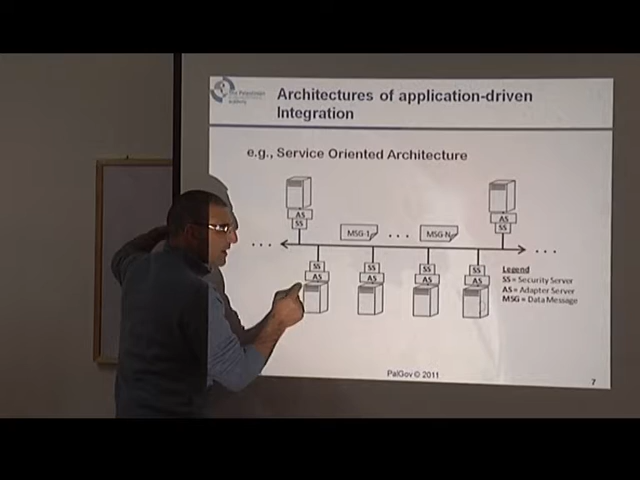 Architectures of application-driven
Integration
e.g., Service Oriented Architecture
AS
SS
AS
SS
MSG-1
. . .
MSG-N
. . .
. . .
SS
AS
SS
AS
SS
AS
SS
AS
Legend
SS = Security Server
AS = Adapter Server
MSG = Data Message
PalGov © 2011
7